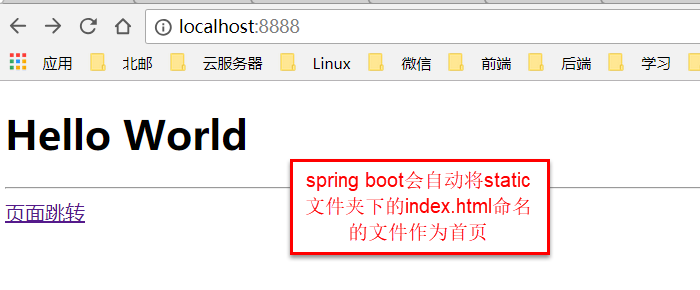 localhost:8888
应用 北邮 云服务器 Linux 微信 前端 后端 学习
Hello World
spring boot会自动将static
文件夹下的index.html命名
的文件作为首页
页面跳转